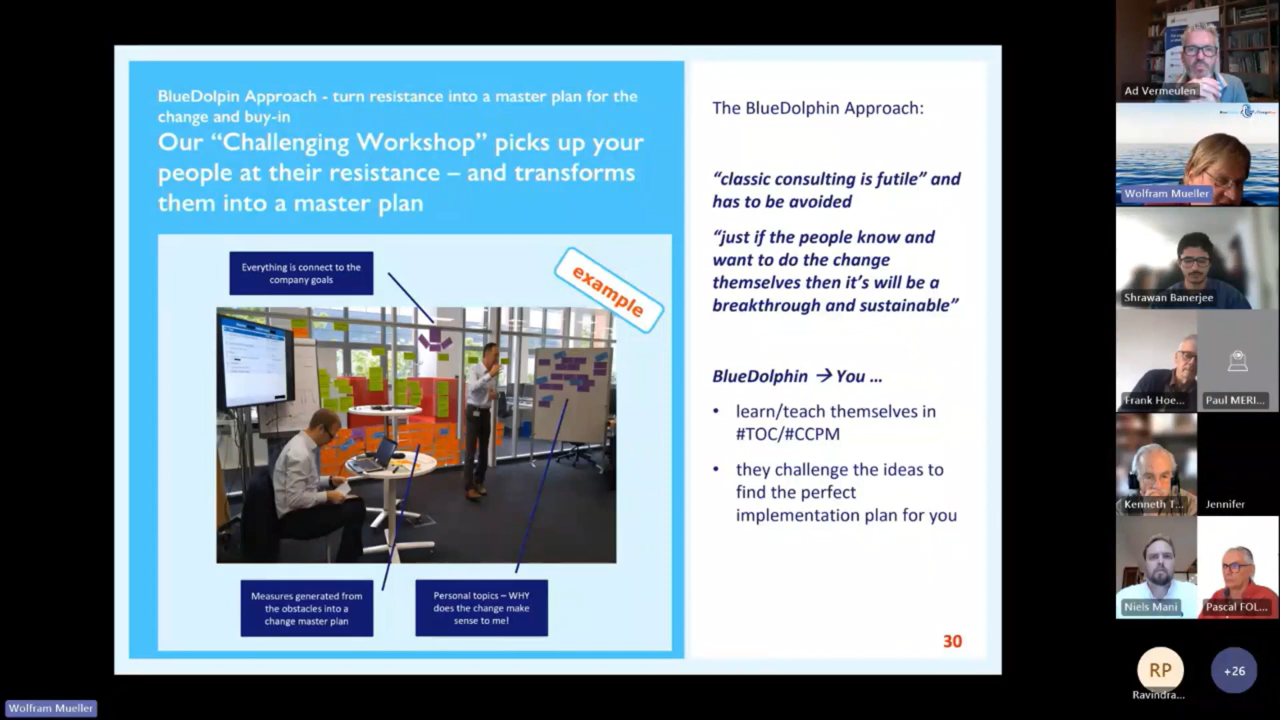 BlueDolpin Approach - turn resistance into a master plan for the
change and buy-in
Our “Challenging Workshop” picks up your
people at their resistance – and transforms
them into a master plan
Everything is connect to the
company goals
example
Measures generated from
the obstacles into a
change master plan
Personal topics – WHY
does the change make
sense to me!
The BlueDolphin Approach:
“classic consulting is futile” and
has to be avoided
“just if the people know and
want to do the change
themselves then it’s will be a
breakthrough and sustainable”
BlueDolphin → You ...
• learn/teach themselves in
#TOC/#CCPM
• they challenge the ideas to
find the perfect
implementation plan for you
30
Ad Vermeulen
Wolfram Mueller
Shrawan Banerjee
Frank Hoe...
Paul MERI...
Kenneth T...
Jennifer
Niels Mani
Pascal FOL...
RP
Ravindra...
+26
Wolfram Mueller